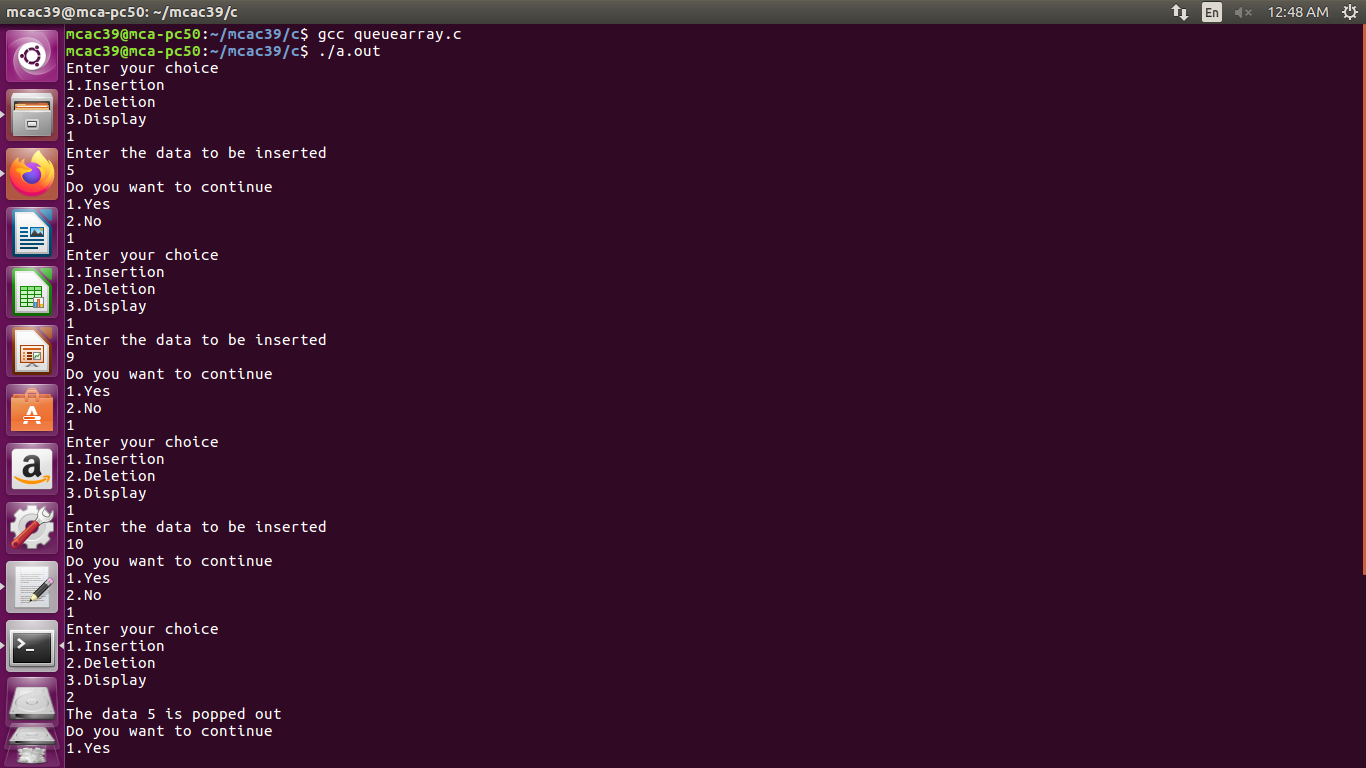 mcac39@mca-pc50: ~/mcac39/c
En
12:48 AM
mcac39@mca-pc50:~/mcac39/c$ gcc queuearray.c
mcac39@mca-pc50:~/mcac39/c$ ./a.out
Enter your choice
1.Insertion
2.Deletion
3.Display
1
Enter the data to be inserted
5
Do you want to continue
1.Yes
2.No
1
Enter your choice
1.Insertion
2.Deletion
3.Display
1
Enter the data to be inserted
9
Do you want to continue
1.Yes
2.No
1
Enter your choice
1.Insertion
2.Deletion
3.Display
1
Enter the data to be inserted
10
Do you want to continue
1.Yes
2.No
1
Enter your choice
1.Insertion
2.Deletion
3.Display
2
The data 5 is popped out
Do you want to continue
1.Yes